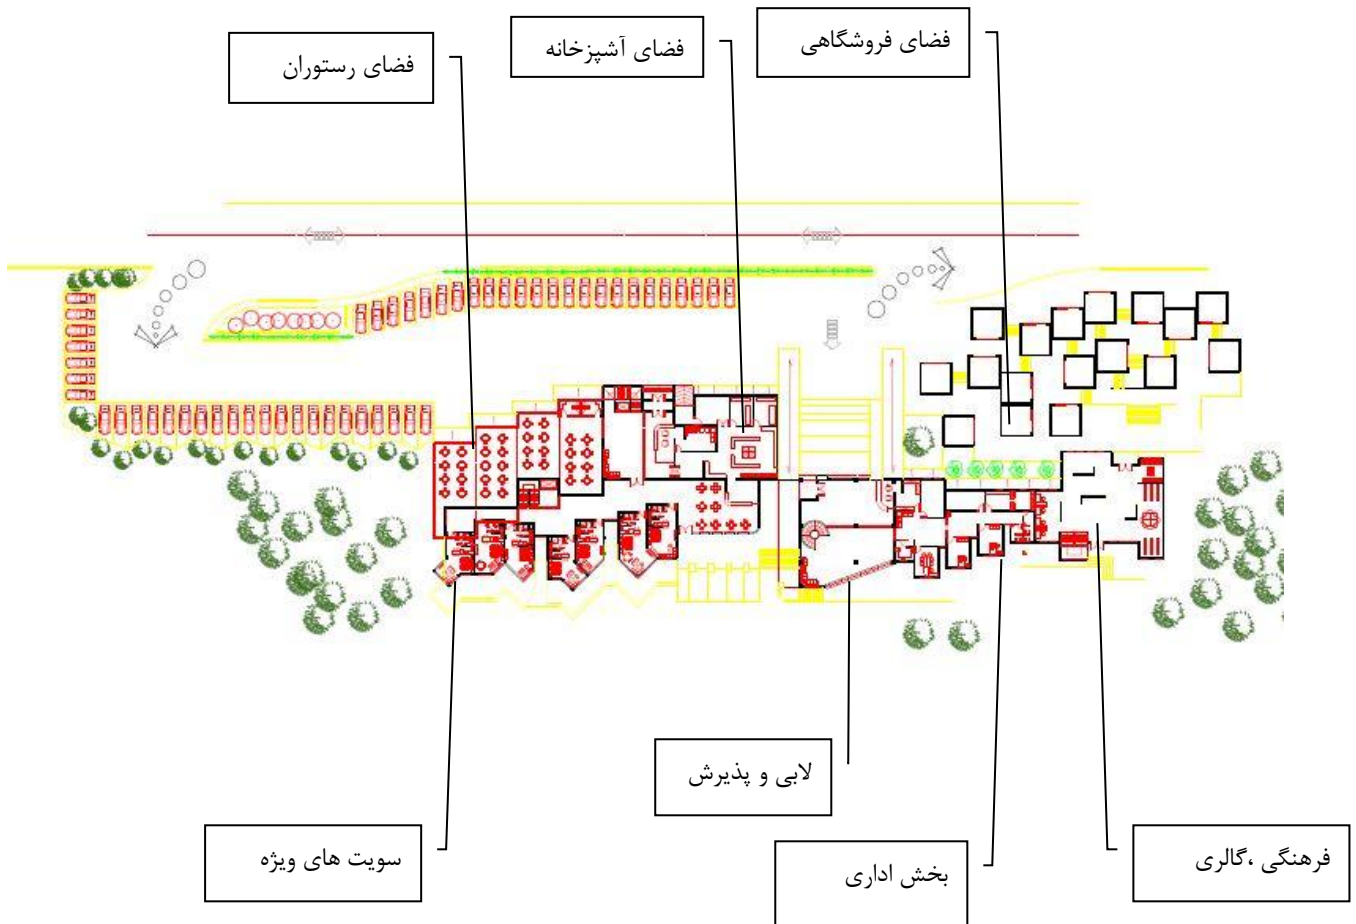 فضای فروشگاهی
فضای آشپزخانه
فضای رستوران
لابی و پذیرش
فرهنگی ،گالری
بخش اداری
سویت های ویژه